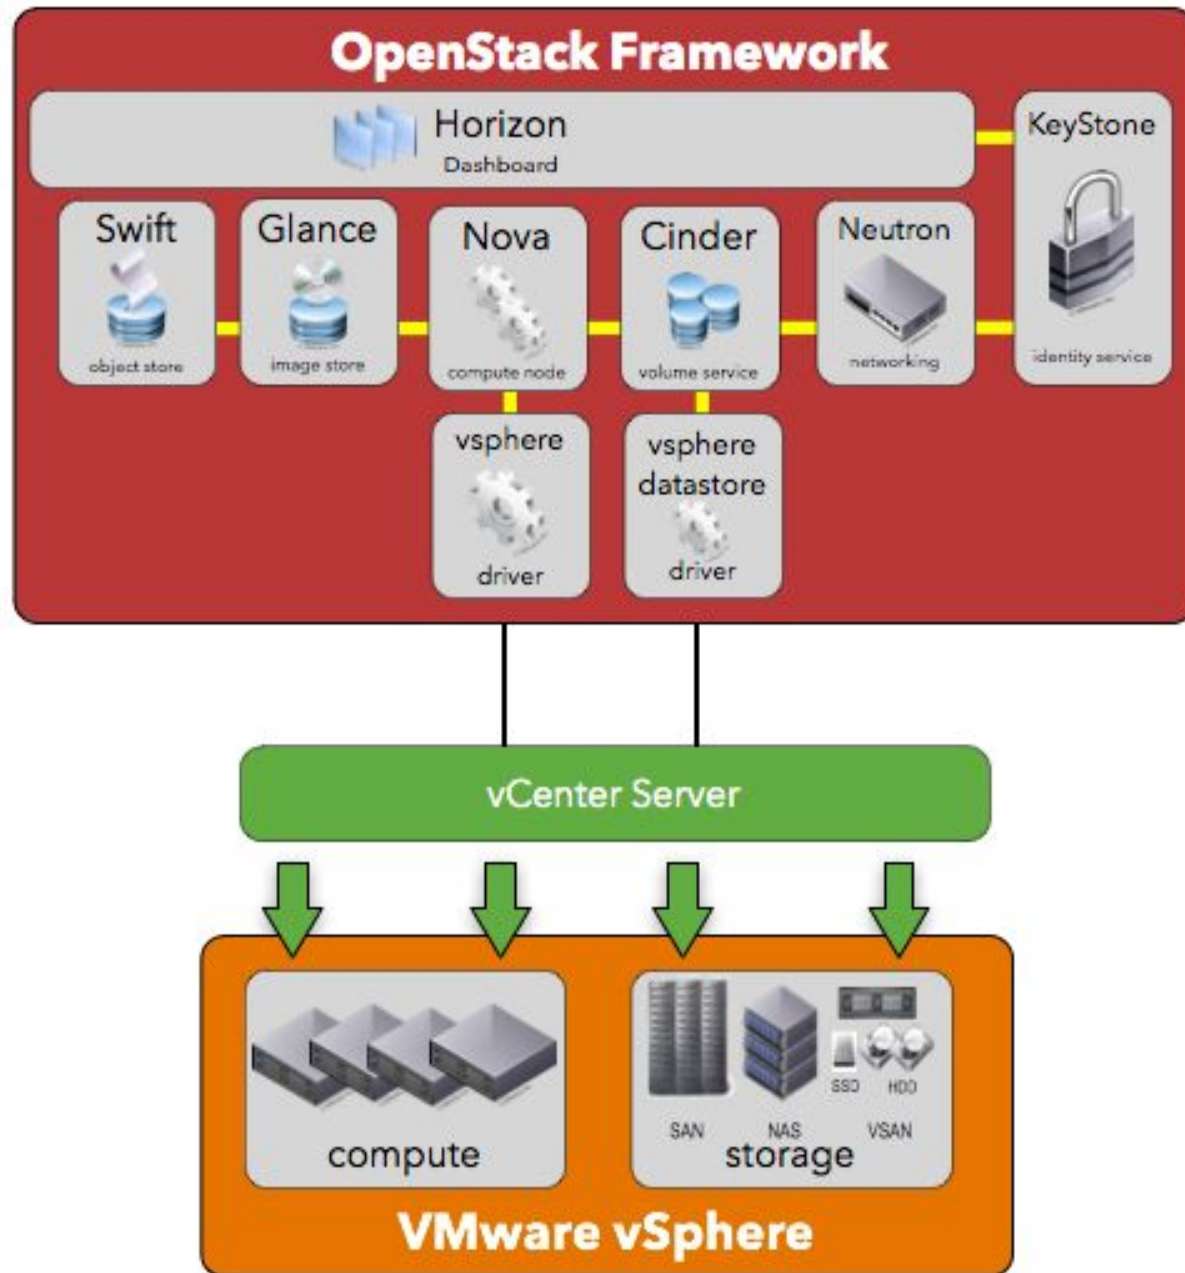 OpenStack Framework
Horizon
Dashboard
KeyStone
identity service
Swift
object store
Glance
image store
Nova
compute node
Cinder
volume service
Neutron
networking
vsphere
driver
vsphere
datastore
driver
vCenter Server
compute
SSD
HDD
SAN
NAS
VSAN
storage
VMware vSphere